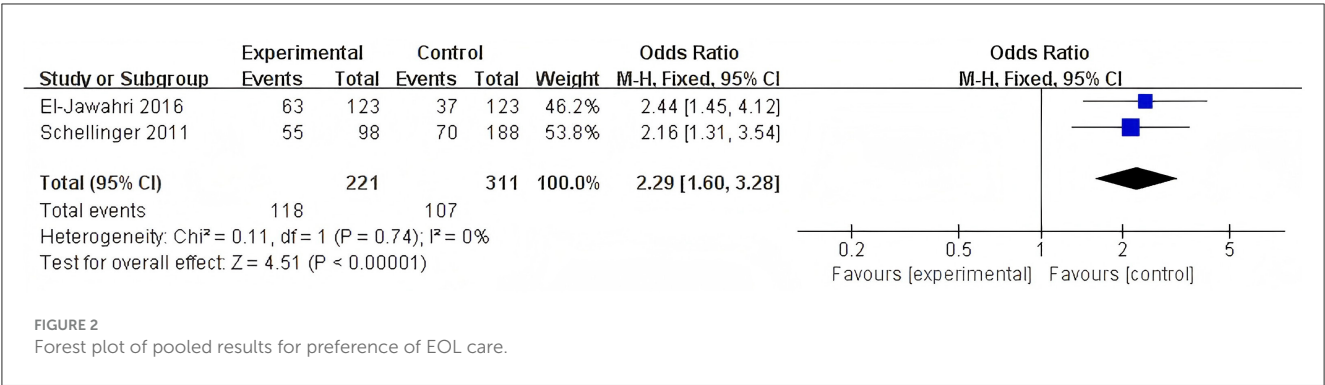 Experimental Control Odds Ratio Odds Ratio
Study or Subgroup Events Total Events Total Weight M-H, Fixed, 95% CI M-H, Fixed, 95% CI
El-Jawahri 2016 63 123 37 123 46.2% 2.44 [1.45, 4.12]
Schellinger 2011 55 98 70 188 53.8% 2.16 [1.31, 3.54]
Total (95% CI) 221 311 100.0% 2.29 [1.60, 3.28]
Total events 118 107
Heterogeneity: Chi² = 0.11, df = 1 (P = 0.74); I² = 0%
Test for overall effect: Z = 4.51 (P < 0.00001)
0.2 0.5 1 2 5
Favours [experimental] Favours [control]
FIGURE 2
Forest plot of pooled results for preference of EOL care.